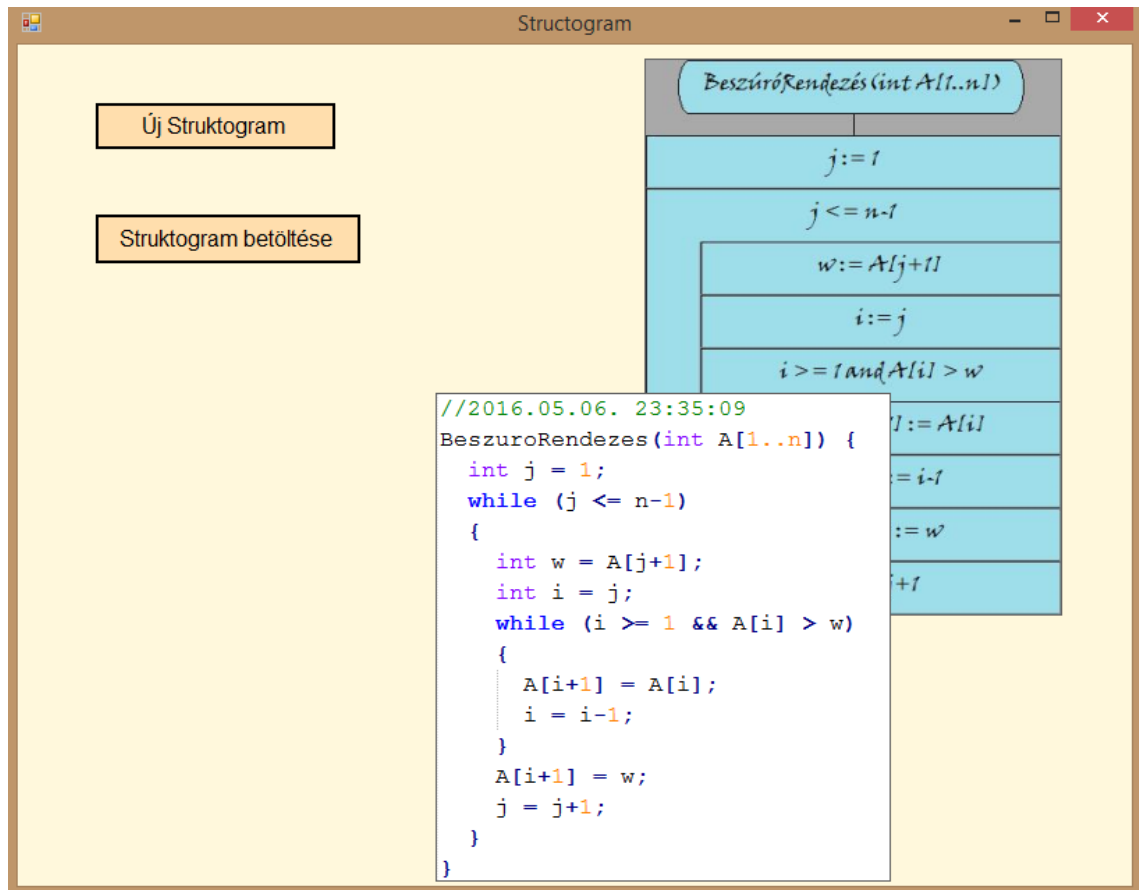 Structogram
Új Struktogram
Struktogram betöltése
BeszúróRendezés(int A[1..n])
j := 1
j <= n-1
w := A[j+1]
i := j
i >= 1 and A[i] > w
] := A[i]
:= i-1
:= w
+1
//2016.05.06. 23:35:09
BeszuroRendezes(int A[1..n]) {
int j = 1;
while (j <= n-1)
{
int w = A[j+1];
int i = j;
while (i >= 1 && A[i] > w)
{
A[i+1] = A[i];
i = i-1;
}
A[i+1] = w;
j = j+1;
}
}